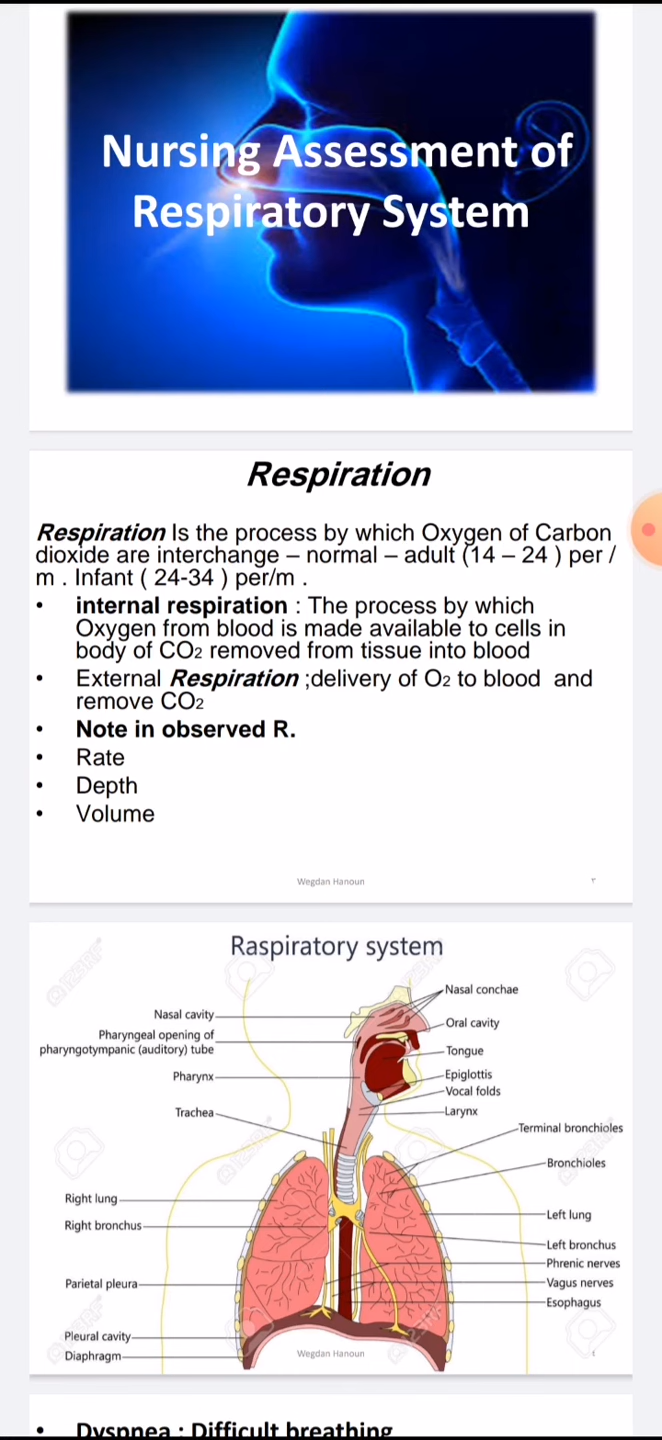 Nursing Assessment of
Respiratory System
Respiration
Respiration Is the process by which Oxygen of Carbon
dioxide are interchange – normal – adult (14 – 24 ) per /
m . Infant ( 24-34 ) per/m .
• internal respiration : The process by which
Oxygen from blood is made available to cells in
body of CO2 removed from tissue into blood
• External Respiration ;delivery of O2 to blood and
remove CO2
• Note in observed R.
• Rate
• Depth
• Volume
Wegdan Hanoun
٣
Raspiratory system
Nasal conchae
Nasal cavity
Oral cavity
Pharyngeal opening of
pharyngotympanic (auditory) tube
Tongue
Pharynx
Epiglottis
Vocal folds
Trachea
Larynx
Terminal bronchioles
Bronchioles
Right lung
Left lung
Right bronchus
Left bronchus
Phrenic nerves
Parietal pleura
Vagus nerves
Esophagus
Pleural cavity
Diaphragm
Wegdan Hanoun
٤
• Dyspnea : Difficult breathing